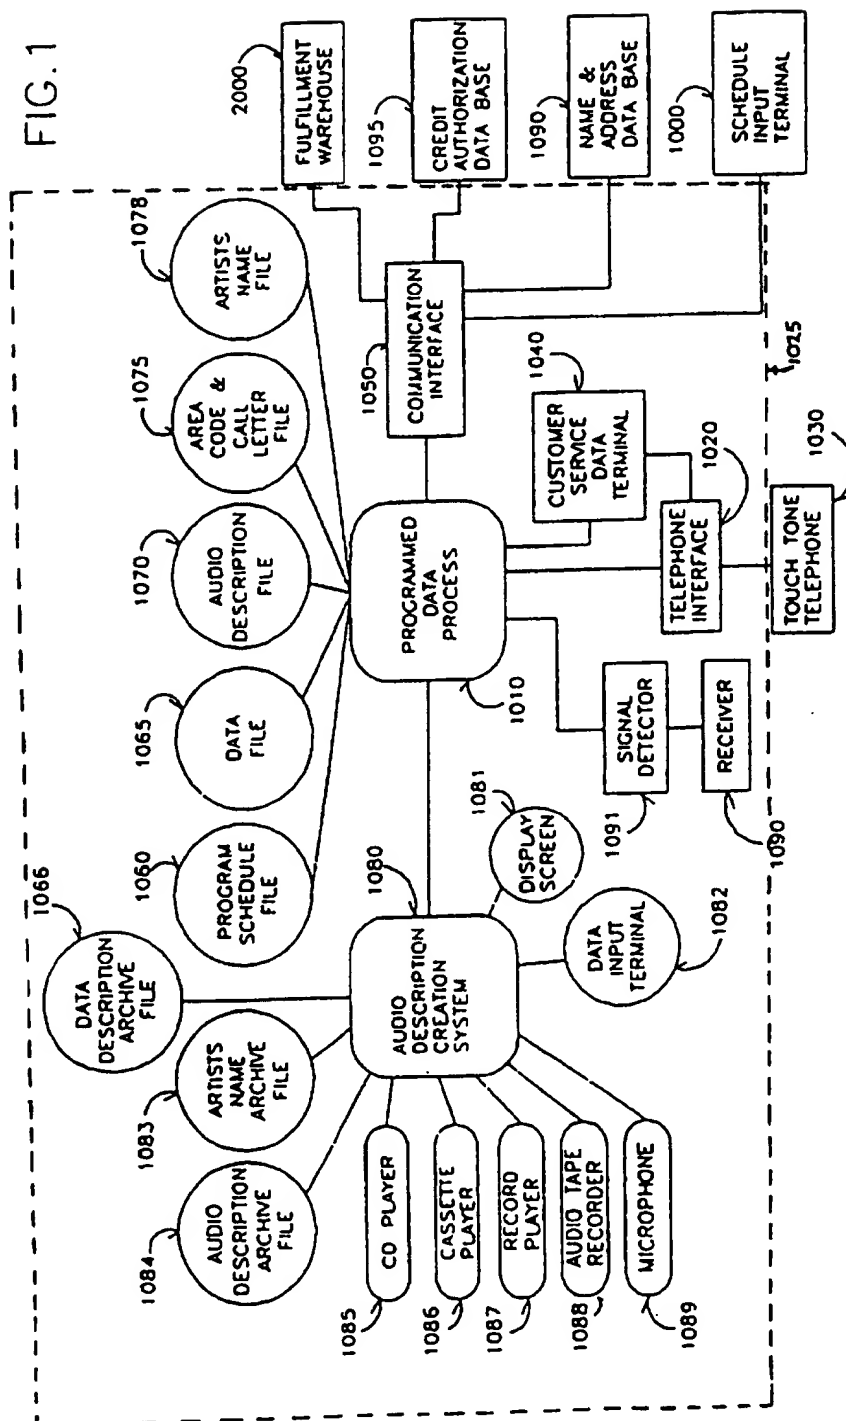 FIG.1
1066
DATA
DESCRIPTION
ARCHIVE
FILE
1083
ARTISTS
NAME
ARCHIVE
FILE
1084
AUDIO
DESCRIPTION
ARCHIVE
FILE
1060
PROGRAM
SCHEDULE
FILE
1065
DATA
FILE
1070
AUDIO
DESCRIPTION
FILE
1075
AREA
CODE &
CALL
LETTER
FILE
1078
ARTISTS
NAME
FILE
2000
FULFILLMENT
WAREHOUSE
1095
CREDIT
AUTHORIZATION
DATA BASE
1090
NAME &
ADDRESS
DATA BASE
1000
SCHEDULE
INPUT
TERMINAL
1080
AUDIO
DESCRIPTION
CREATION
SYSTEM
PROGRAMMED
DATA
PROCESS
1010
1050
COMMUNICATION
INTERFACE
1085
CD PLAYER
1086
CASSETTE
PLAYER
1087
RECORD
PLAYER
1088
AUDIO TAPE
RECORDER
1089
MICROPHONE
1081
DISPLAY
SCREEN
1082
DATA
INPUT
TERMINAL
SIGNAL
DETECTOR
1091
RECEIVER
1090
1040
CUSTOMER
SERVICE
DATA
TERMINAL
1020
TELEPHONE
INTERFACE
1025
1030
TOUCH TONE
TELEPHONE